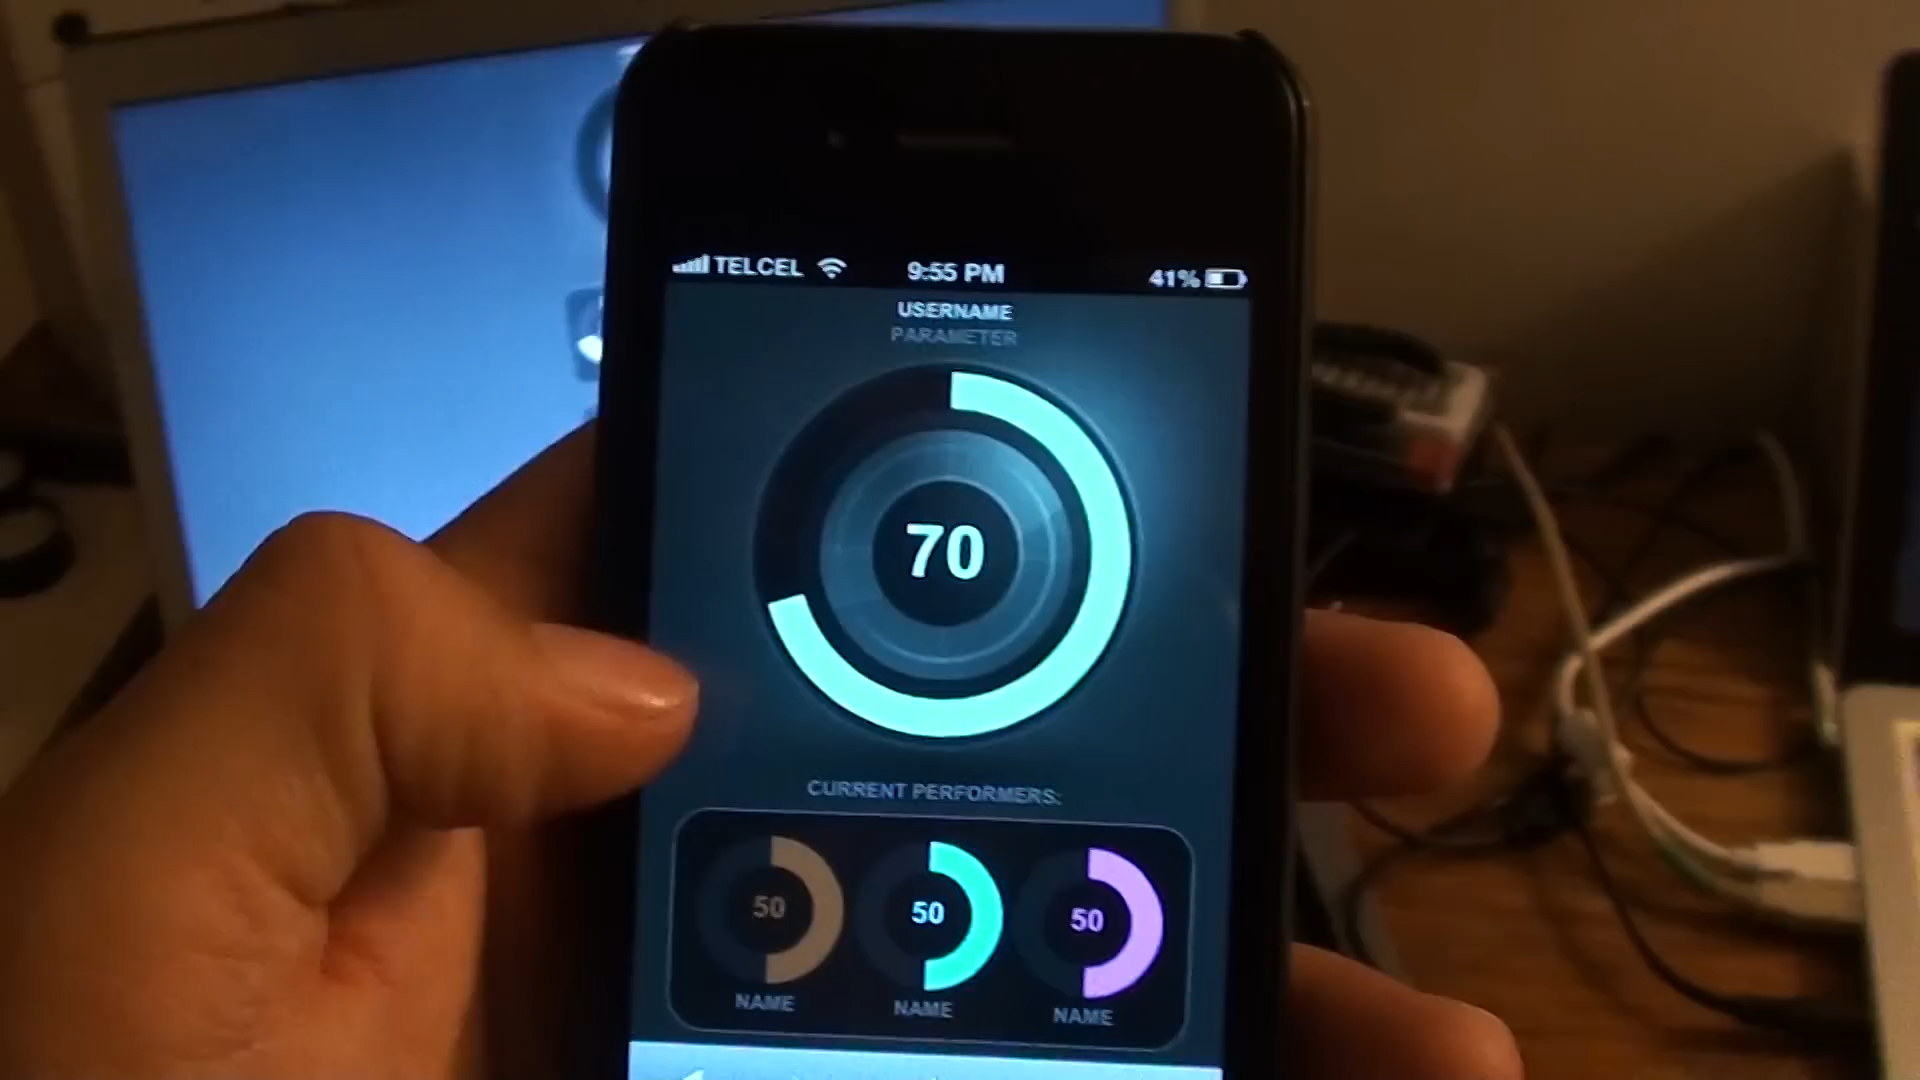 TELCEL 9:55 PM 41%
USERNAME
PARAMETER
70
CURRENT PERFORMERS:
50 50 50
NAME NAME NAME